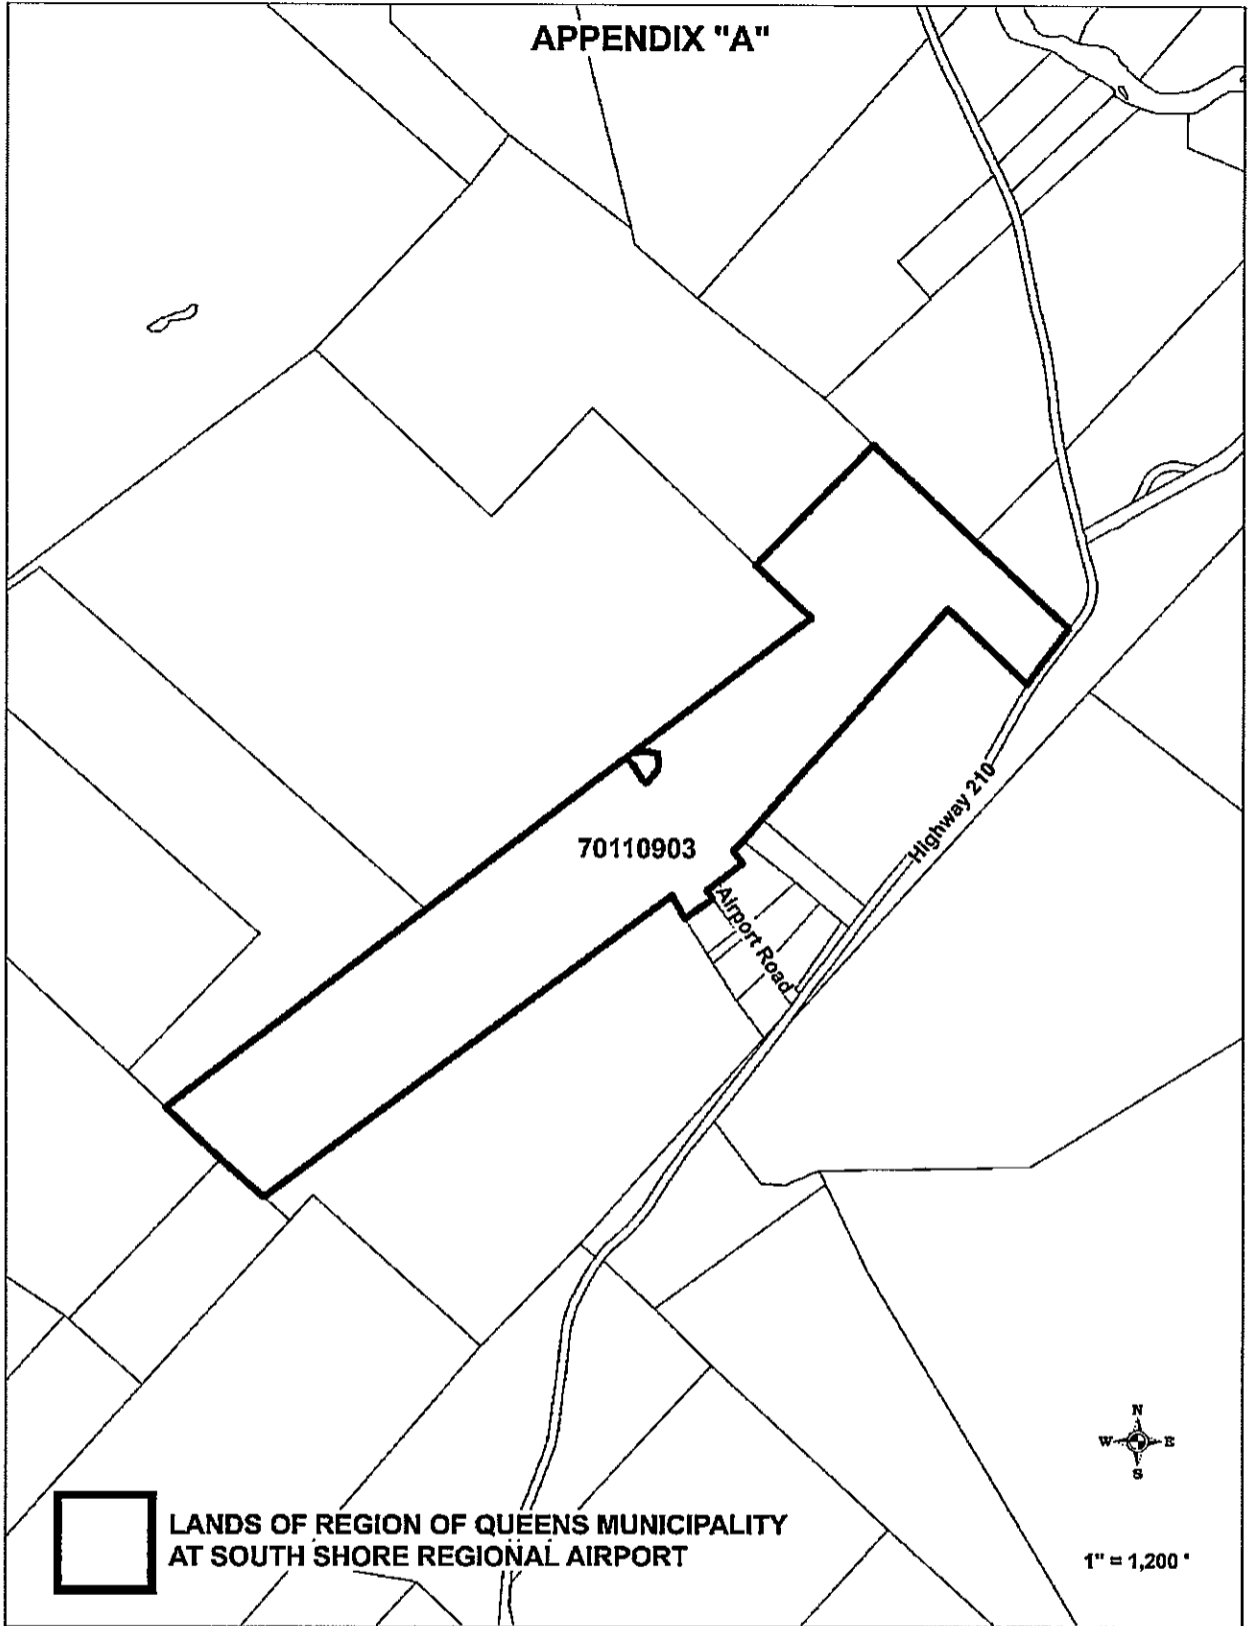 APPENDIX "A"
Highway 210
70110903
Airport Road
N
W E
S
LANDS OF REGION OF QUEENS MUNICIPALITY
AT SOUTH SHORE REGIONAL AIRPORT
1" = 1,200 '